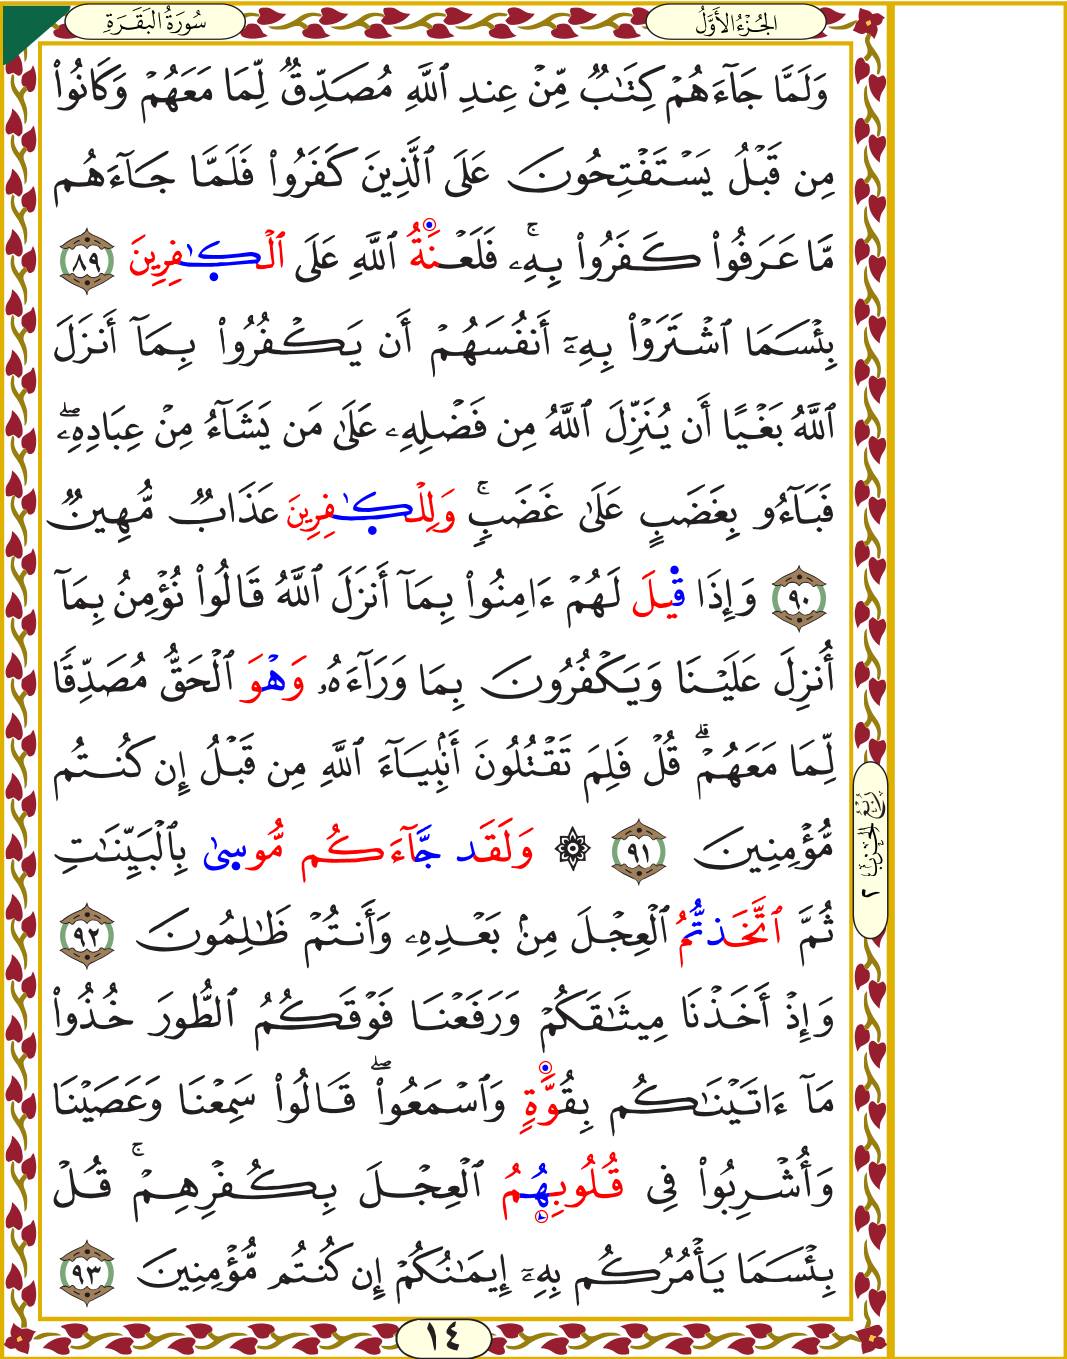 سُورَةُ البَقَرَةِ
الجُزْءُ الأَوَّلُ
وَلَمَّا جَآءَهُمْ كِتَٰبٌ مِّنْ عِندِ ٱللَّهِ مُصَدِّقٌ لِّمَا مَعَهُمْ وَكَانُوا۟
مِن قَبْلُ يَسْتَفْتِحُونَ عَلَى ٱلَّذِينَ كَفَرُوا۟ فَلَمَّا جَآءَهُم
مَّا عَرَفُوا۟ كَفَرُوا۟ بِهِۦ ۚ فَلَعْنَةُ ٱللَّهِ عَلَى ٱلْكَٰفِرِينَ ٨٩
بِئْسَمَا ٱشْتَرَوْا۟ بِهِۦٓ أَنفُسَهُمْ أَن يَكْفُرُوا۟ بِمَآ أَنزَلَ
ٱللَّهُ بَغْيًا أَن يُنَزِّلَ ٱللَّهُ مِن فَضْلِهِۦ عَلَىٰ مَن يَشَآءُ مِنْ عِبَادِهِۦ ۖ
فَبَآءُو بِغَضَبٍ عَلَىٰ غَضَبٍ ۚ وَلِلْكَٰفِرِينَ عَذَابٌ مُّهِينٌ
٩٠ وَإِذَا قِيلَ لَهُمْ ءَامِنُوا۟ بِمَآ أَنزَلَ ٱللَّهُ قَالُوا۟ نُؤْمِنُ بِمَآ
أُنزِلَ عَلَيْنَا وَيَكْفُرُونَ بِمَا وَرَآءَهُۥ وَهْوَ ٱلْحَقُّ مُصَدِّقًا
لِّمَا مَعَهُمْ ۗ قُلْ فَلِمَ تَقْتُلُونَ أَنۢبِيَآءَ ٱللَّهِ مِن قَبْلُ إِن كُنتُم
مُّؤْمِنِينَ ٩١ ۞ وَلَقَد جَّآءَكُم مُّوسَىٰ بِٱلْبَيِّنَٰتِ
ثُمَّ ٱتَّخَذتُّمُ ٱلْعِجْلَ مِنۢ بَعْدِهِۦ وَأَنتُمْ ظَٰلِمُونَ ٩٢
وَإِذْ أَخَذْنَا مِيثَٰقَكُمْ وَرَفَعْنَا فَوْقَكُمُ ٱلطُّورَ خُذُوا۟
مَآ ءَاتَيْنَٰكُم بِقُوَّةٍ وَٱسْمَعُوا۟ ۖ قَالُوا۟ سَمِعْنَا وَعَصَيْنَا
وَأُشْرِبُوا۟ فِى قُلُوبِهُمُ ٱلْعِجْلَ بِكُفْرِهِمْ ۚ قُلْ
بِئْسَمَا يَأْمُرُكُم بِهِۦٓ إِيمَٰنُكُمْ إِن كُنتُم مُّؤْمِنِينَ ٩٣
رُبْعُ الحِزْبِ ٢
١٤